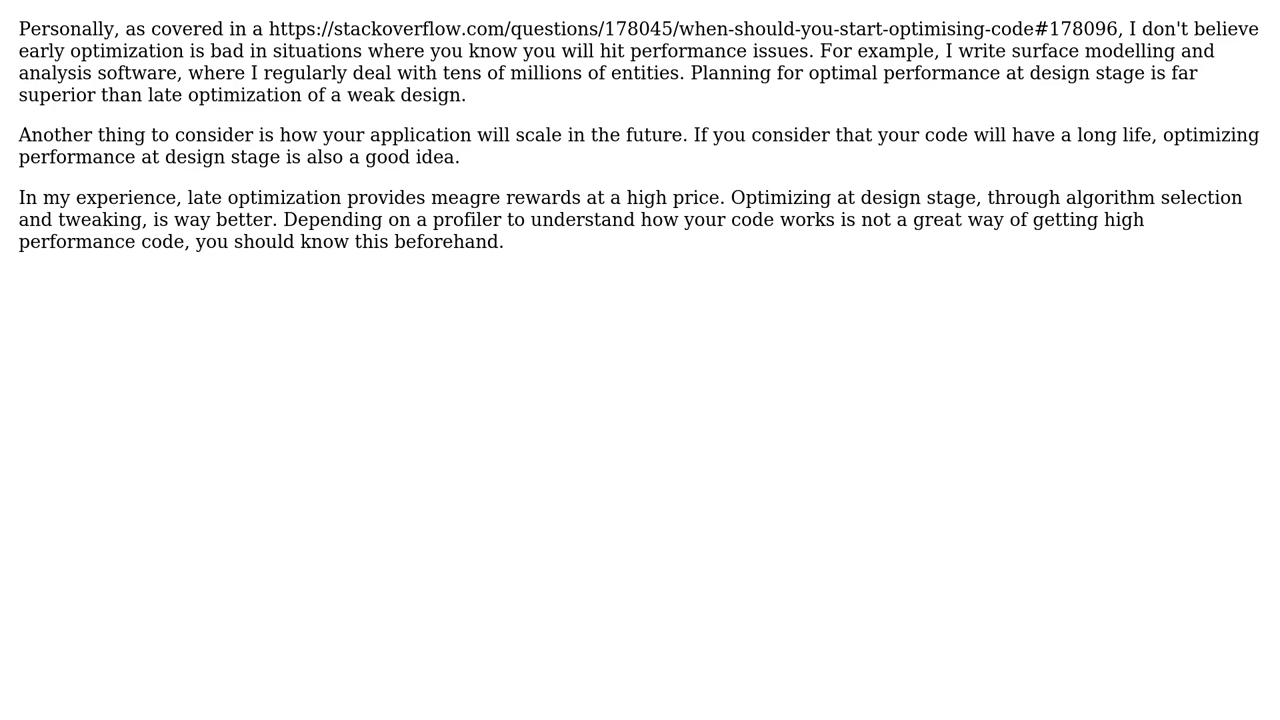 Personally, as covered in a https://stackoverflow.com/questions/178045/when-should-you-start-optimising-code#178096, I don't believe
early optimization is bad in situations where you know you will hit performance issues. For example, I write surface modelling and
analysis software, where I regularly deal with tens of millions of entities. Planning for optimal performance at design stage is far
superior than late optimization of a weak design.
Another thing to consider is how your application will scale in the future. If you consider that your code will have a long life, optimizing
performance at design stage is also a good idea.
In my experience, late optimization provides meagre rewards at a high price. Optimizing at design stage, through algorithm selection
and tweaking, is way better. Depending on a profiler to understand how your code works is not a great way of getting high
performance code, you should know this beforehand.